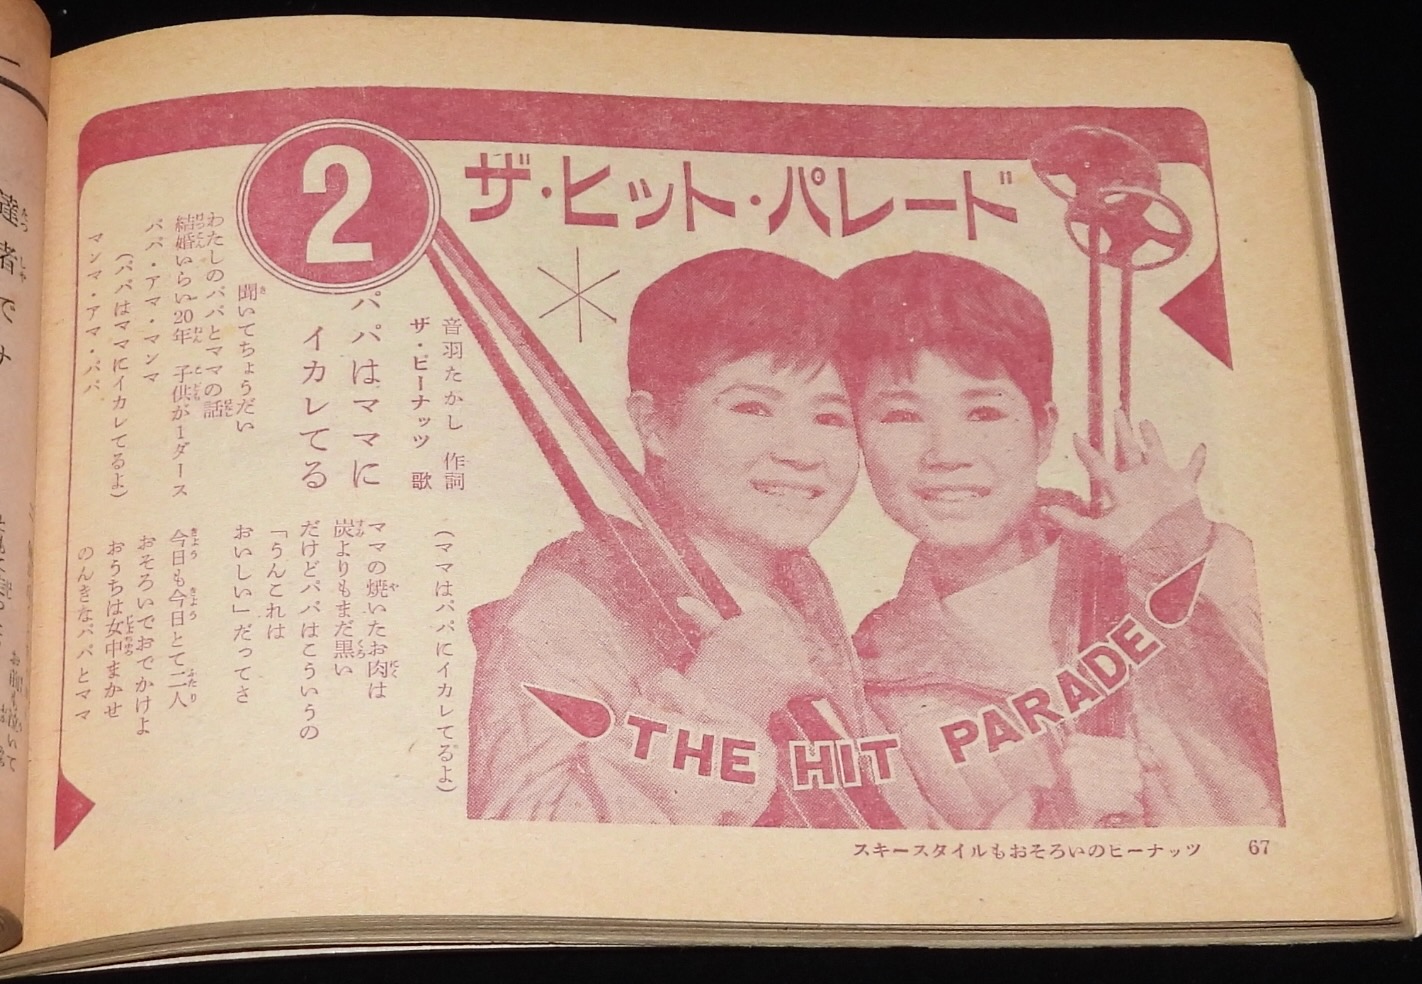 ザ・ヒット・パレード
2
パパはママに
イカレてる
音羽たかし 作詞
ザ・ピーナッツ 歌
聞いてちょうだい
わたしのパパとママの話
結婚いらい20年 子供が1ダース
パパ・アマ・マンマ
(パパはママにイカレてるよ)
マンマ・アマ・パパ
(ママはパパにイカレてるよ)
ママの焼いたお肉は
炭よりもまだ黒い
だけどパパはこういうの
「うんこれは
おいしい」だってさ
今日も今日とて二人
おそろいでおでかけよ
おうちは女中まかせ
のんきなパパとママ
THE HIT PARADE
スキースタイルもおそろいのピーナッツ
67
達者で